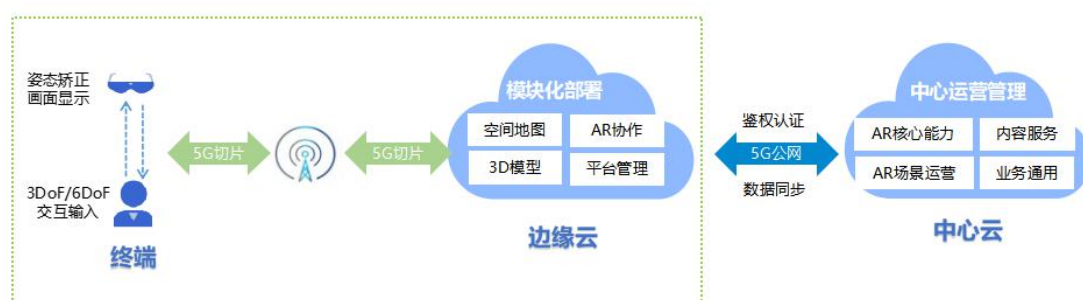 姿态矫正
画面显示
3DoF/6DoF
交互输入
终端
5G切片
5G切片
模块化部署
空间地图
AR协作
3D模型
平台管理
边缘云
鉴权认证
5G公网
数据同步
中心运营管理
AR核心能力
内容服务
AR场景运营
业务通用
中心云